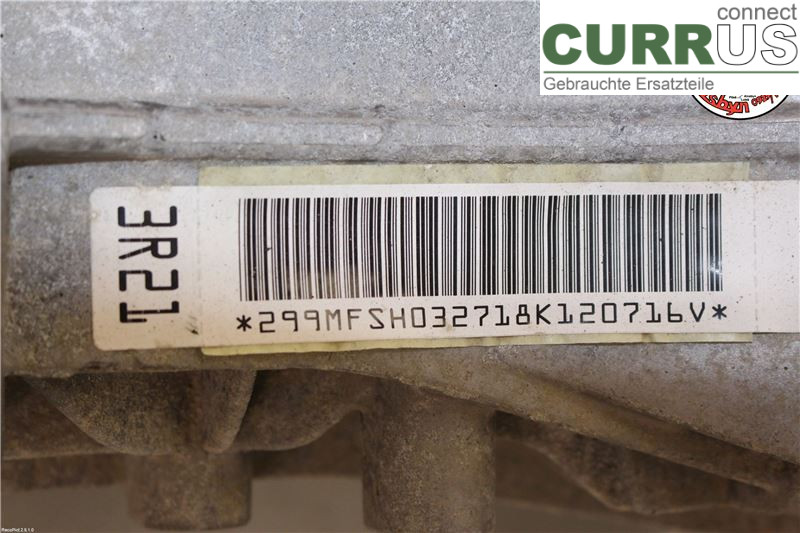 connect
CURRUS
Gebrauchte Ersatzteile
3R21
*299MFSH032718K120716V*